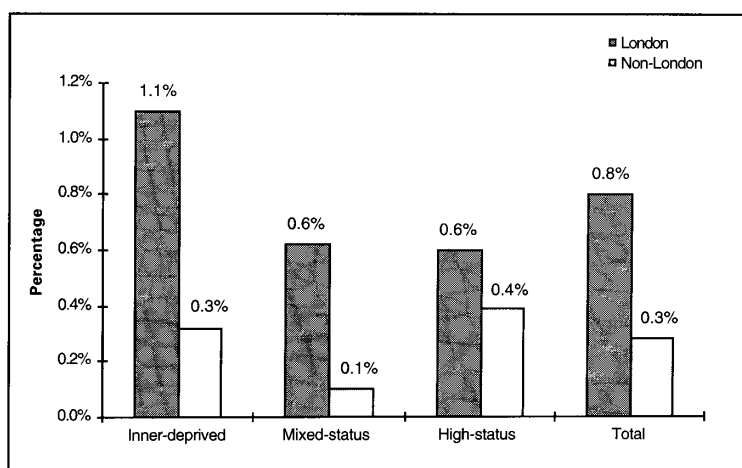 London
Non-London
1.2%
1.0%
0.8%
0.6%
0.4%
0.2%
0.0%
Percentage
1.1%
0.3%
0.6%
0.1%
0.6%
0.4%
0.8%
0.3%
Inner-deprived
Mixed-status
High-status
Total